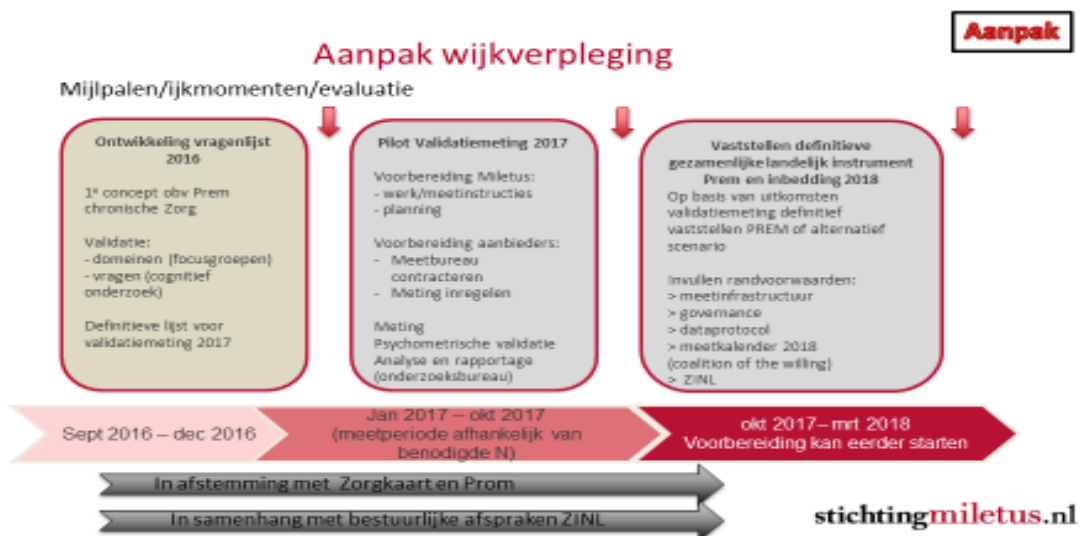 Aanpak
Aanpak wijkverpleging
Mijlpalen/ijkmomenten/evaluatie
Ontwikkeling vragenlijst
2016
1e concept obv Prem
chronische Zorg
Validatie:
- domeinen (focusgroepen)
- vragen (cognitief
onderzoek)
Definitieve lijst voor
validatiemeting 2017
Pilot Validatiemeting 2017
Voorbereiding Miletus:
- werk/meetinstructies
- planning
Voorbereiding aanbieders:
- Meetbureau
contracteren
- Meting inregelen
Meting
Psychometrische validatie
Analyse en rapportage
(onderzoeksbureau)
Vaststellen definitieve
gezamenlijke landelijk instrument
Prem en inbedding 2018
Op basis van uitkomsten
validatiemeting definitief
vaststellen PREM of alternatief
scenario
Invullen randvoorwaarden:
> meetinfrastructuur
> governance
> dataprotocol
> meetkalender 2018
(coalition of the willing)
> ZINL
Sept 2016 – dec 2016
Jan 2017 – okt 2017
(meetperiode afhankelijk van
benodigde N)
okt 2017– mrt 2018
Voorbereiding kan eerder starten
In afstemming met Zorgkaart en Prom
In samenhang met bestuurlijke afspraken ZINL
stichtingmiletus.nl